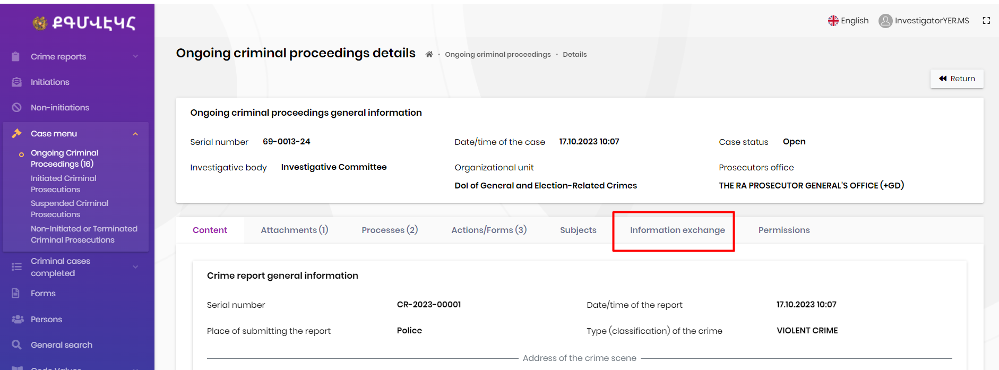 ՔԳՄՎԷԿՀ
English
InvestigatorYER.MS
Crime reports
Initiations
Non-initiations
Case menu
Ongoing Criminal
Proceedings (16)
Initiated Criminal
Prosecutions
Suspended Criminal
Prosecutions
Non-Initiated or Terminated
Criminal Prosecutions
Criminal cases
completed
Forms
Persons
General search
Code Values
Ongoing criminal proceedings details
Ongoing criminal proceedings • Details
Return
Ongoing criminal proceedings general information
Serial number 69-0013-24
Date/time of the case 17.10.2023 10:07
Case status Open
Investigative body Investigative Committee
Organizational unit
DoI of General and Election-Related Crimes
Prosecutors office
THE RA PROSECUTOR GENERAL'S OFFICE (+GD)
Content Attachments (1) Processes (2) Actions/Forms (3) Subjects Information exchange Permissions
Crime report general information
Serial number CR-2023-00001 Date/time of the report 17.10.2023 10:07
Place of submitting the report Police Type (classification) of the crime VIOLENT CRIME
Address of the crime scene